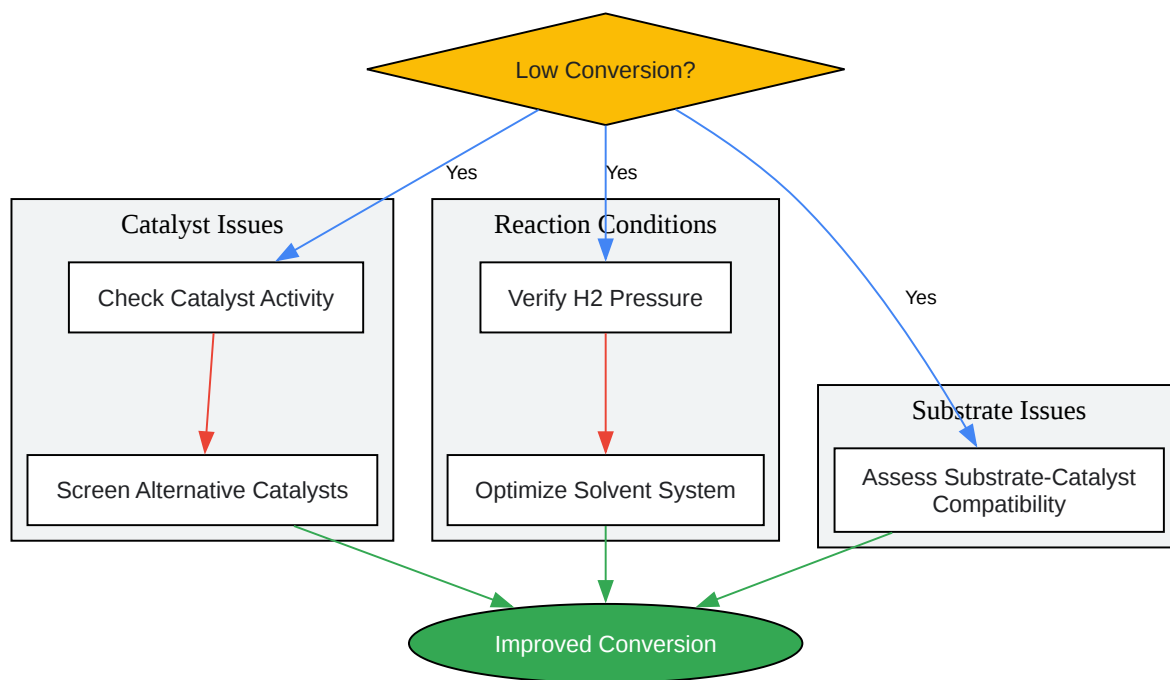 Low Conversion?
Yes
Yes
Yes
Catalyst Issues
Check Catalyst Activity
Screen Alternative Catalysts
Reaction Conditions
Verify H2 Pressure
Optimize Solvent System
Substrate Issues
Assess Substrate-Catalyst
Compatibility
Improved Conversion